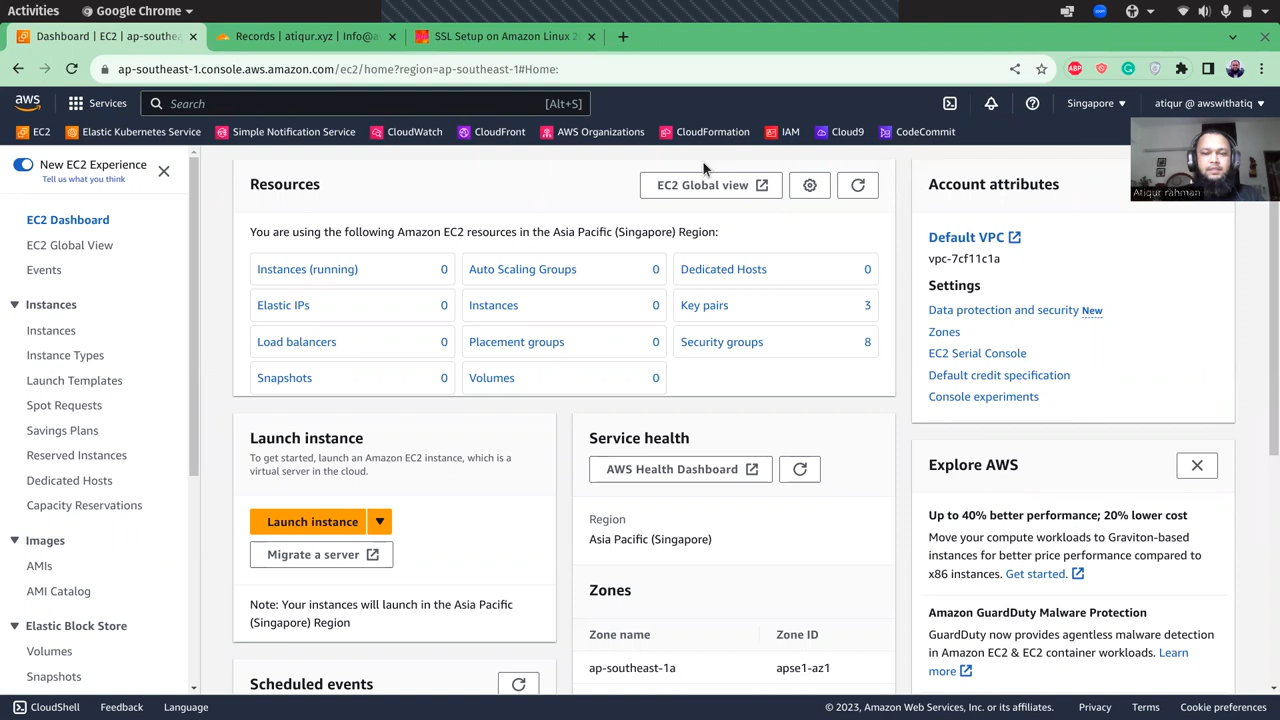 Activities
Google Chrome
Dashboard | EC2 | ap-southea
Records | atiqur.xyz | Info@a
SSL Setup on Amazon Linux 2
ap-southeast-1.console.aws.amazon.com/ec2/home?region=ap-southeast-1#Home:
aws
Services
Search
[Alt+S]
Singapore
atiqur @ awswithatiq
EC2
Elastic Kubernetes Service
Simple Notification Service
CloudWatch
CloudFront
AWS Organizations
CloudFormation
IAM
Cloud9
CodeCommit
Atiqur rahman
New EC2 Experience
Tell us what you think
EC2 Dashboard
EC2 Global View
Events
Instances
Instances
Instance Types
Launch Templates
Spot Requests
Savings Plans
Reserved Instances
Dedicated Hosts
Capacity Reservations
Images
AMIs
AMI Catalog
Elastic Block Store
Volumes
Snapshots
Resources
EC2 Global view
You are using the following Amazon EC2 resources in the Asia Pacific (Singapore) Region:
Instances (running) 0
Auto Scaling Groups 0
Dedicated Hosts 0
Elastic IPs 0
Instances 0
Key pairs 3
Load balancers 0
Placement groups 0
Security groups 8
Snapshots 0
Volumes 0
Launch instance
To get started, launch an Amazon EC2 instance, which is a
virtual server in the cloud.
Launch instance
Migrate a server
Note: Your instances will launch in the Asia Pacific
(Singapore) Region
Scheduled events
Service health
AWS Health Dashboard
Region
Asia Pacific (Singapore)
Zones
Zone name
Zone ID
ap-southeast-1a
apse1-az1
Account attributes
Default VPC
vpc-7cf11c1a
Settings
Data protection and security New
Zones
EC2 Serial Console
Default credit specification
Console experiments
Explore AWS
Up to 40% better performance; 20% lower cost
Move your compute workloads to Graviton-based
instances for better price performance compared to
x86 instances. Get started.
Amazon GuardDuty Malware Protection
GuardDuty now provides agentless malware detection
in Amazon EC2 & EC2 container workloads. Learn
more
CloudShell
Feedback
Language
© 2023, Amazon Web Services, Inc. or its affiliates.
Privacy
Terms
Cookie preferences